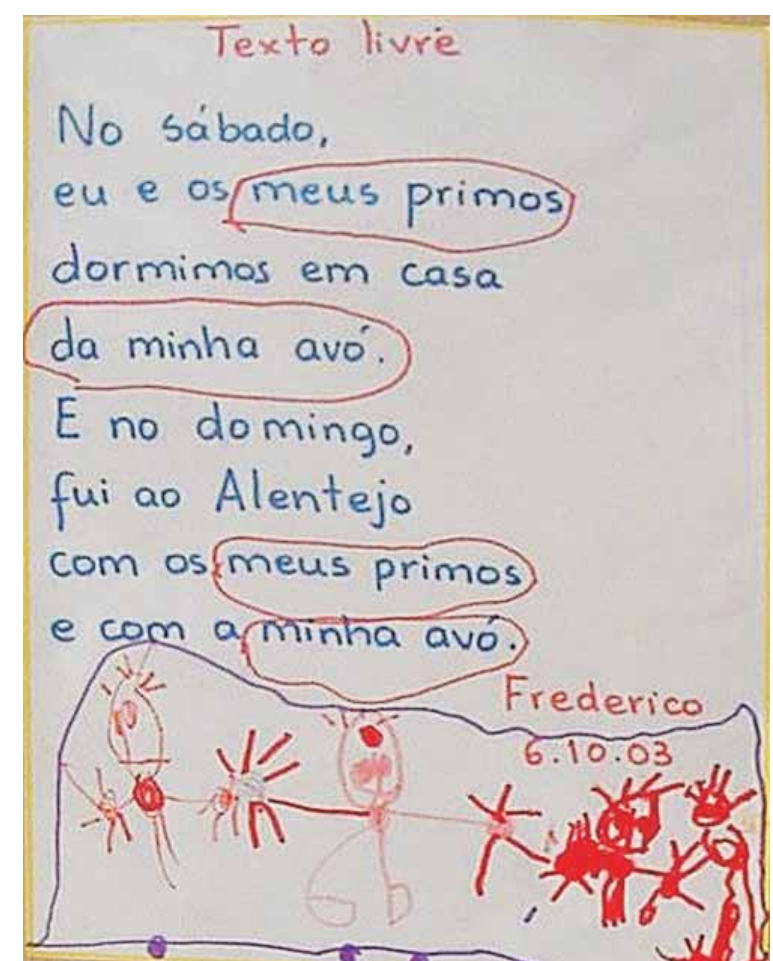 Texto livre
No sábado,
eu e os meus primos
dormimos em casa
da minha avó.
E no domingo,
fui ao Alentejo
com os meus primos
e com a minha avó.
Frederico
6.10.03